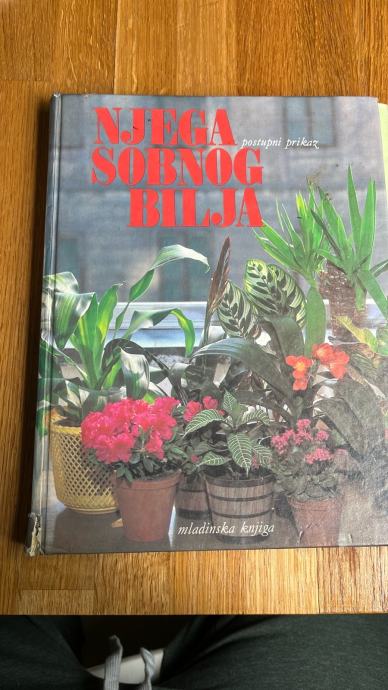 NJEGA
postupni prikaz
SOBNOG
BILJA
mladinska knjiga